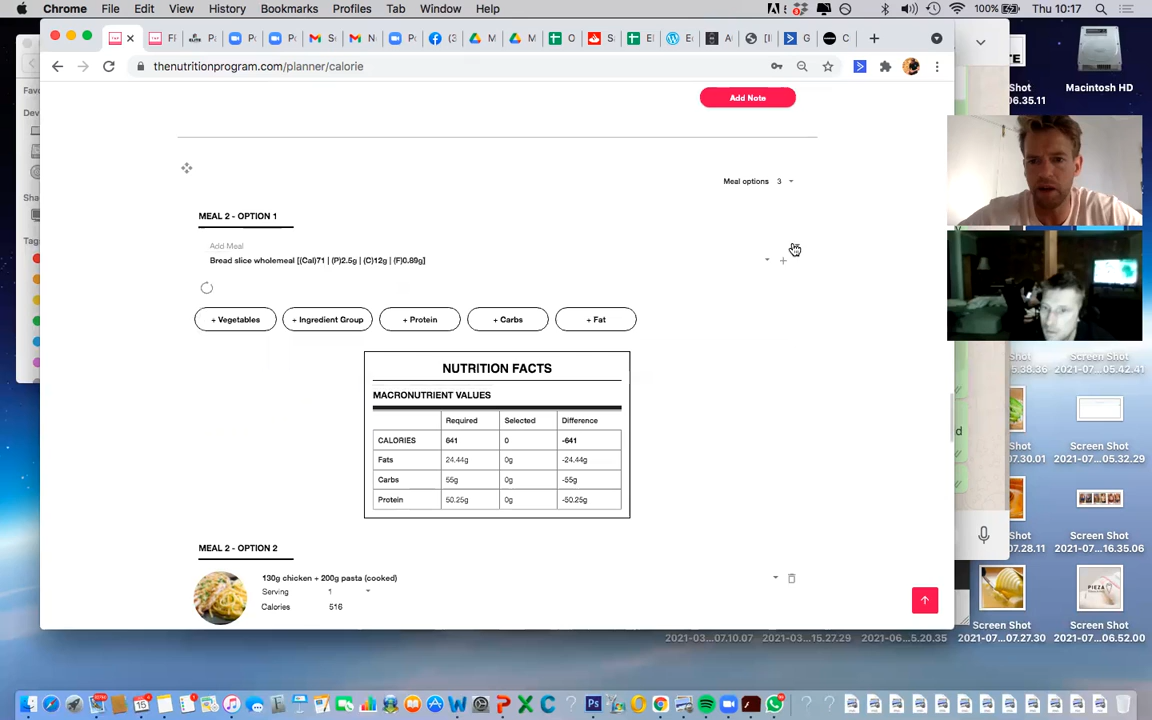 Chrome File Edit View History Bookmarks Profiles Tab Window Help 100% Thu 10:17
thenutritionprogram.com/planner/calorie
Add Note
Macintosh HD
Meal options 3
MEAL 2 - OPTION 1
Add Meal
Bread slice wholemeal [(Cal)71 | (P)2.5g | (C)12g | (F)0.89g]
+ Vegetables + Ingredient Group + Protein + Carbs + Fat
NUTRITION FACTS
MACRONUTRIENT VALUES
Required Selected Difference
CALORIES 641 0 -641
Fats 24.44g 0g -24.44g
Carbs 55g 0g -55g
Protein 50.25g 0g -50.25g
MEAL 2 - OPTION 2
130g chicken + 200g pasta (cooked)
Serving 1
Calories 516
Shot
06.35.11
Screen Shot
2021-07...05.42.41
Screen Shot
2021-07...05.32.29
Screen Shot
2021-07...16.35.06
Screen Shot
2021-07...07.27.30
Screen Shot
2021-07...06.52.00
2021-03...07.10.07 2021-03...15.27.29 2021-06...5.20.35
PIEZA